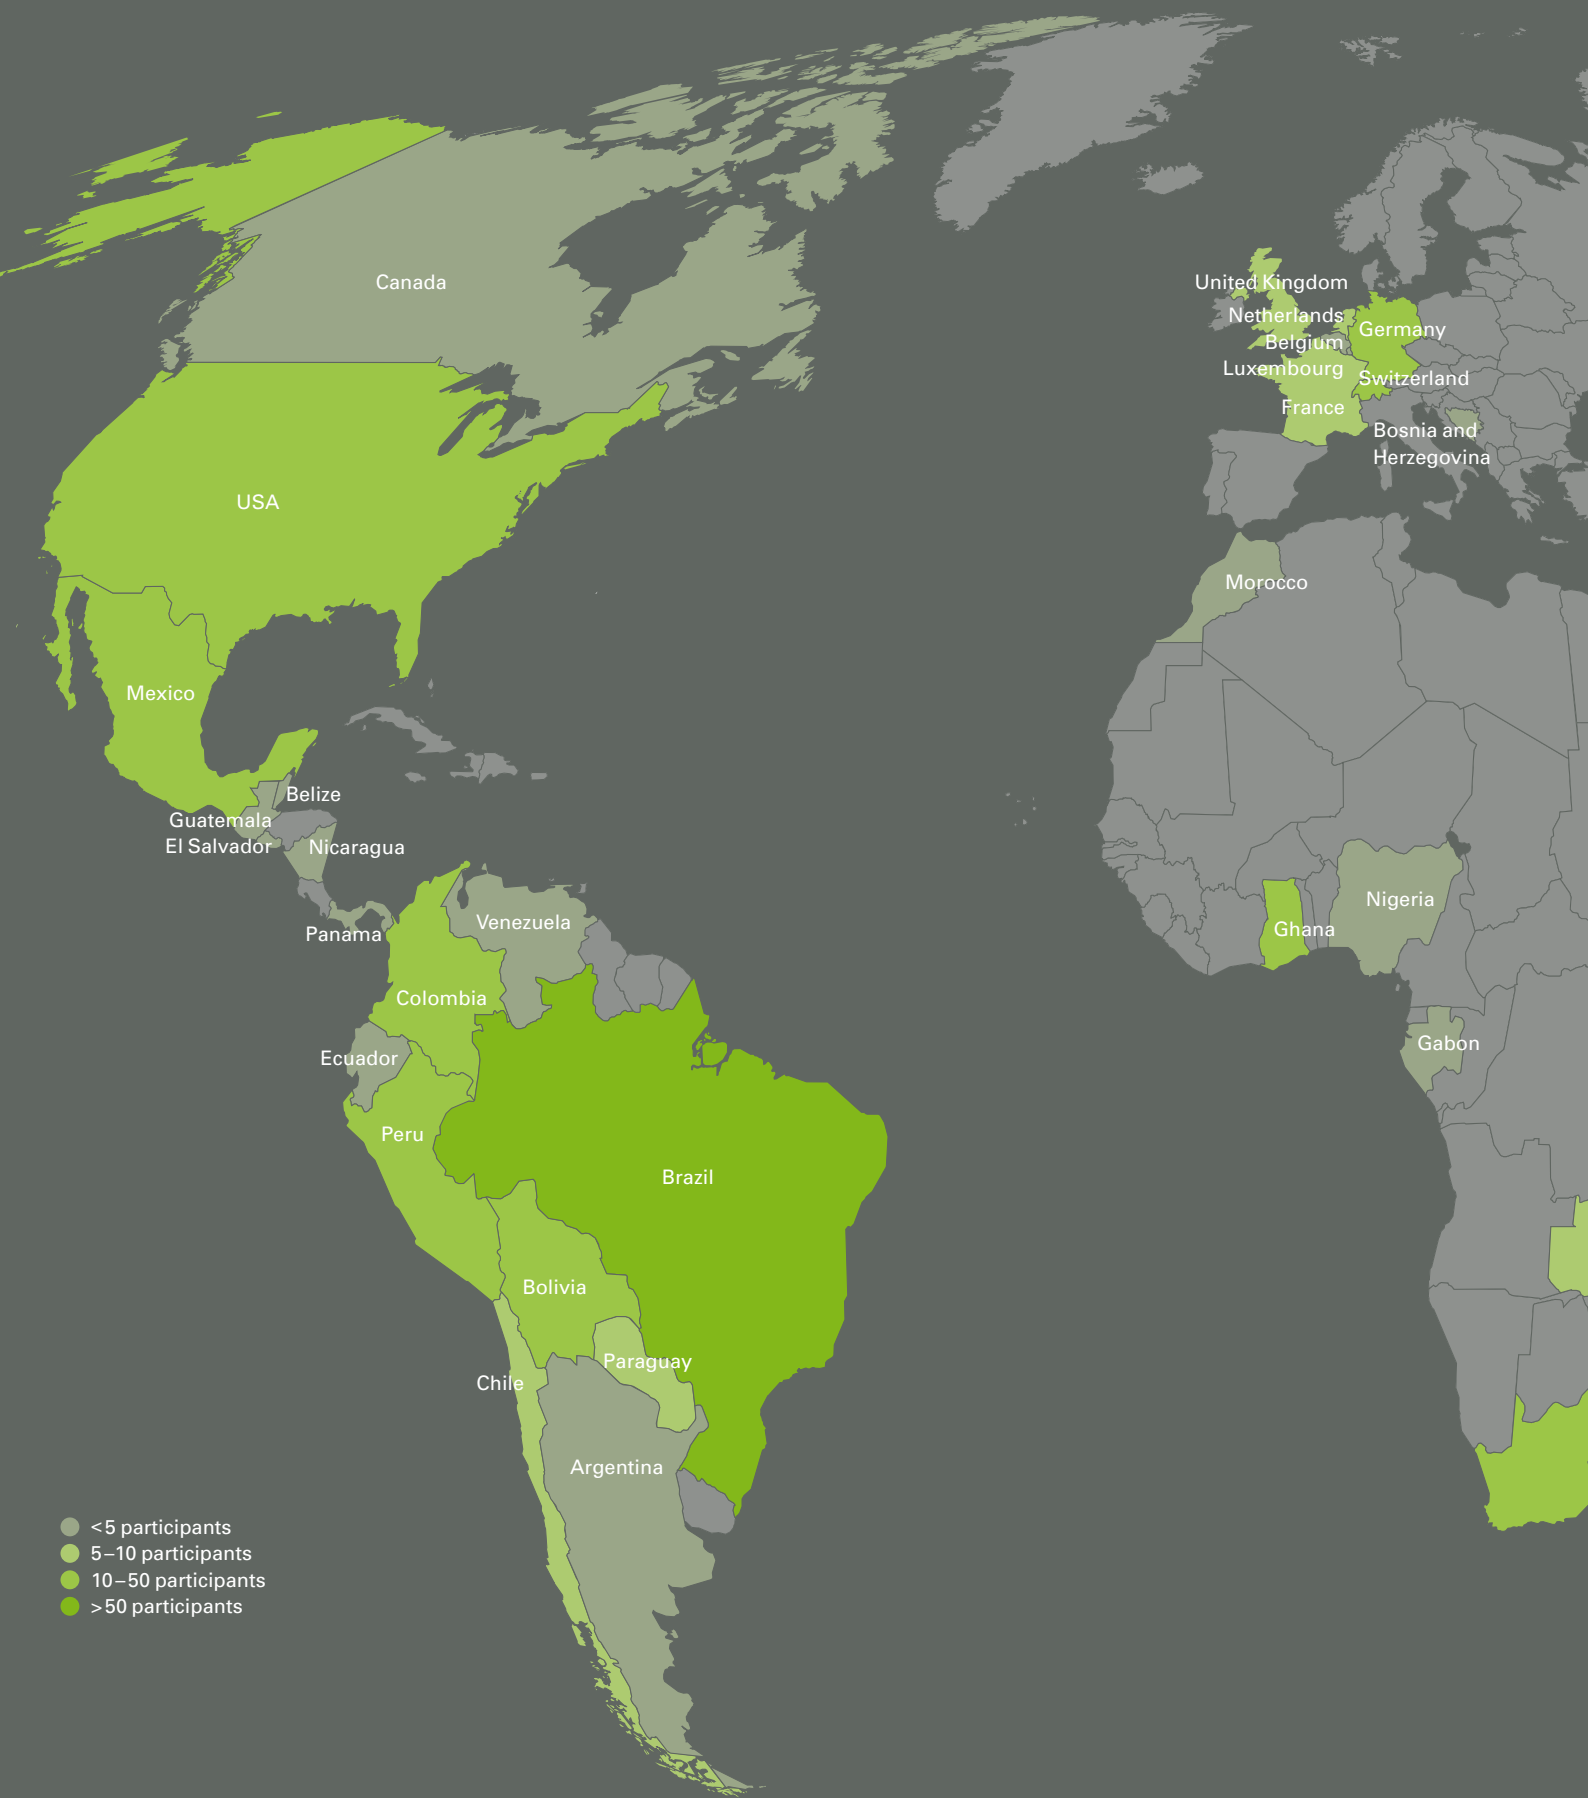 Canada
United Kingdom
Netherlands
Germany
Belgium
Luxembourg
Switzerland
France
Bosnia and
Herzegovina
USA
Morocco
Mexico
Belize
Guatemala
El Salvador
Nicaragua
Nigeria
Venezuela
Ghana
Panama
Colombia
Gabon
Ecuador
Peru
Brazil
Bolivia
Paraguay
Chile
Argentina
<5 participants
5–10 participants
10–50 participants
>50 participants